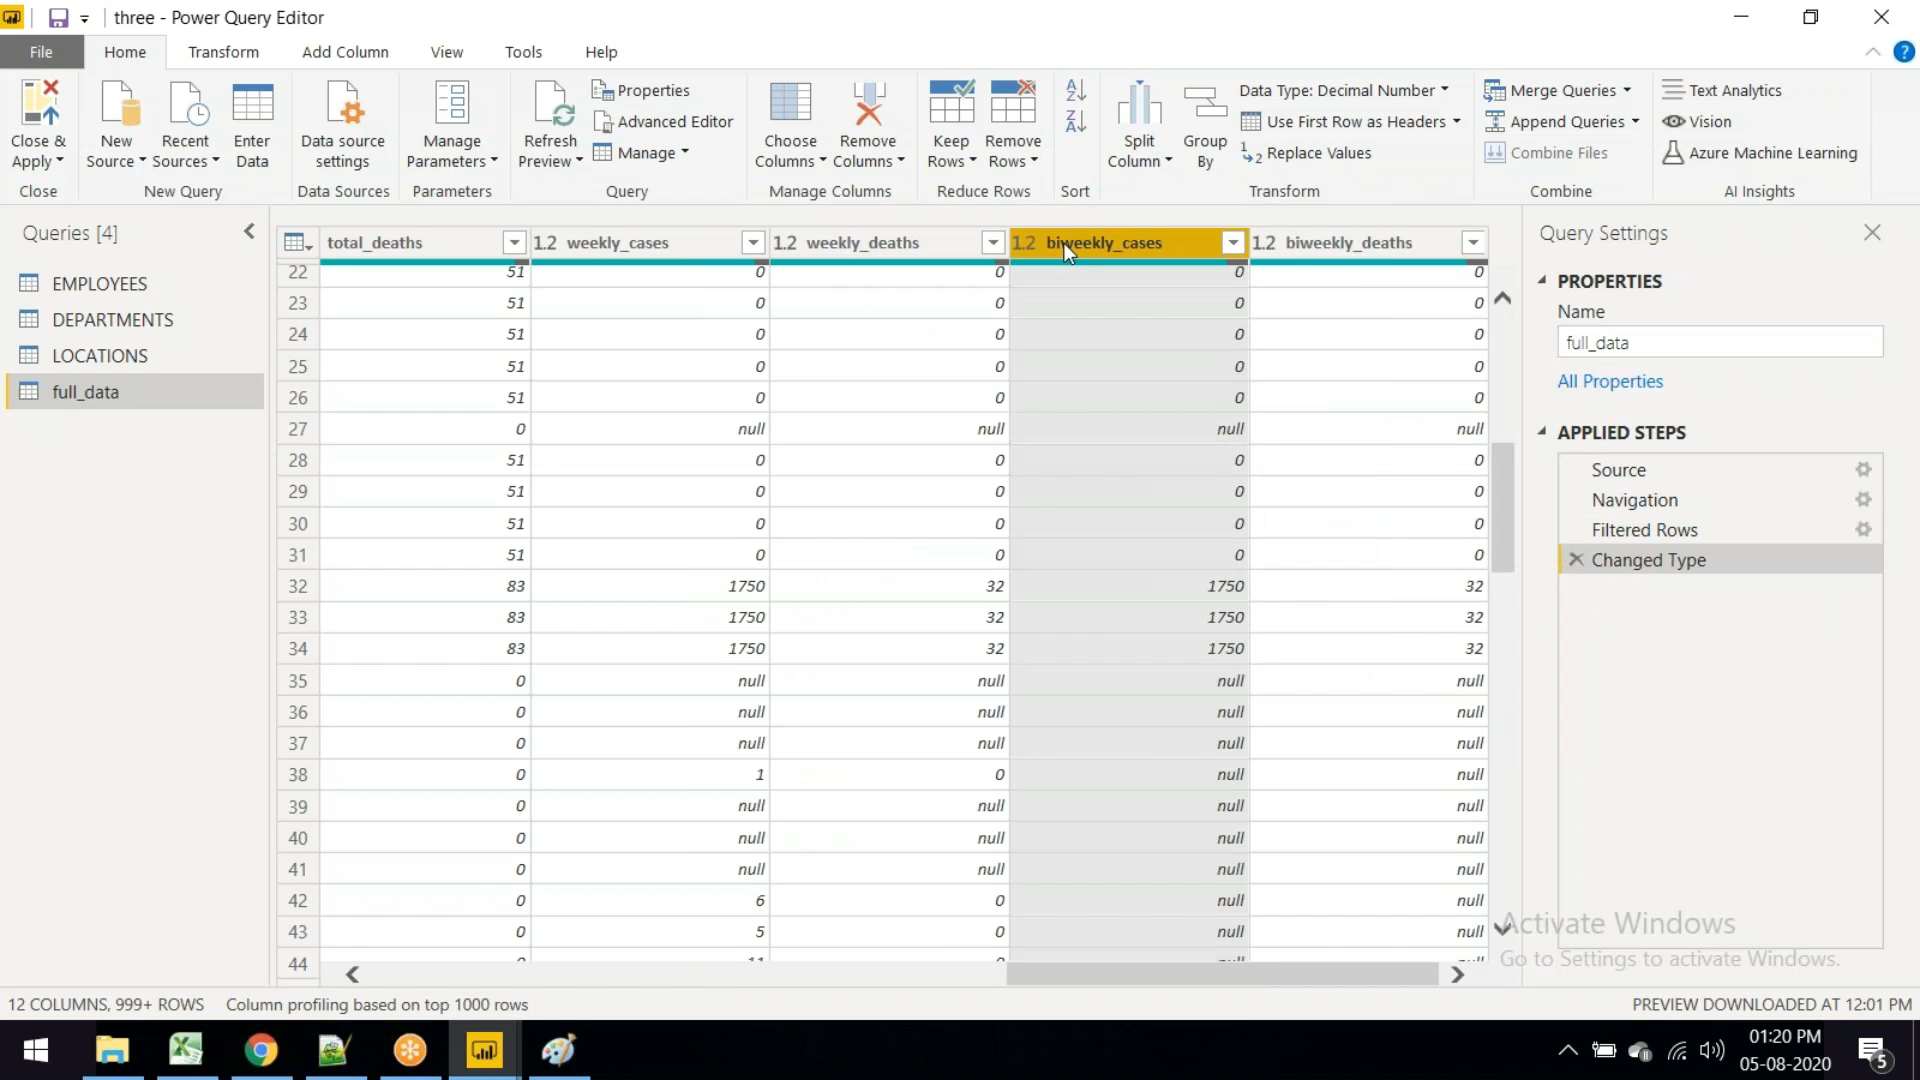 three - Power Query Editor
File Home Transform Add Column View Tools Help
Close & Apply
New Source
Recent Sources
Enter Data
Data source settings
Manage Parameters
Refresh Preview
Properties
Advanced Editor
Manage
Choose Columns
Remove Columns
Keep Rows
Remove Rows
Split Column
Group By
Data Type: Decimal Number
Use First Row as Headers
Replace Values
Merge Queries
Append Queries
Combine Files
Text Analytics
Vision
Azure Machine Learning
Close New Query Data Sources Parameters Query Manage Columns Reduce Rows Sort Transform Combine AI Insights
Queries [4]
EMPLOYEES
DEPARTMENTS
LOCATIONS
full_data
total_deaths 1.2 weekly_cases 1.2 weekly_deaths 1.2 biweekly_cases 1.2 biweekly_deaths
22 51 0 0 0 0
23 51 0 0 0 0
24 51 0 0 0 0
25 51 0 0 0 0
26 51 0 0 0 0
27 0 null null null null
28 51 0 0 0 0
29 51 0 0 0 0
30 51 0 0 0 0
31 51 0 0 0 0
32 83 1750 32 1750 32
33 83 1750 32 1750 32
34 83 1750 32 1750 32
35 0 null null null null
36 0 null null null null
37 0 null null null null
38 0 1 0 null null
39 0 null null null null
40 0 null null null null
41 0 null null null null
42 0 6 0 null null
43 0 5 0 null null
44
Query Settings
PROPERTIES
Name
full_data
All Properties
APPLIED STEPS
Source
Navigation
Filtered Rows
Changed Type
Activate Windows
Go to Settings to activate Windows.
12 COLUMNS, 999+ ROWS Column profiling based on top 1000 rows
PREVIEW DOWNLOADED AT 12:01 PM
01:20 PM
05-08-2020
5